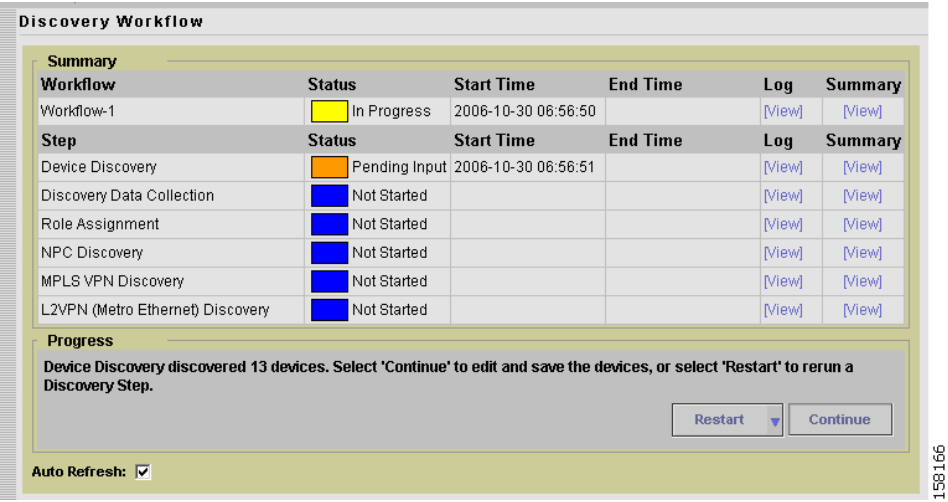 Discovery Workflow
Summary
Workflow Status Start Time End Time Log Summary
Workflow-1 In Progress 2006-10-30 06:56:50 [View] [View]
Step Status Start Time End Time Log Summary
Device Discovery Pending Input 2006-10-30 06:56:51 [View] [View]
Discovery Data Collection Not Started [View] [View]
Role Assignment Not Started [View] [View]
NPC Discovery Not Started [View] [View]
MPLS VPN Discovery Not Started [View] [View]
L2VPN (Metro Ethernet) Discovery Not Started [View] [View]
Progress
Device Discovery discovered 13 devices. Select 'Continue' to edit and save the devices, or select 'Restart' to rerun a
Discovery Step.
Restart Continue
Auto Refresh:
158166